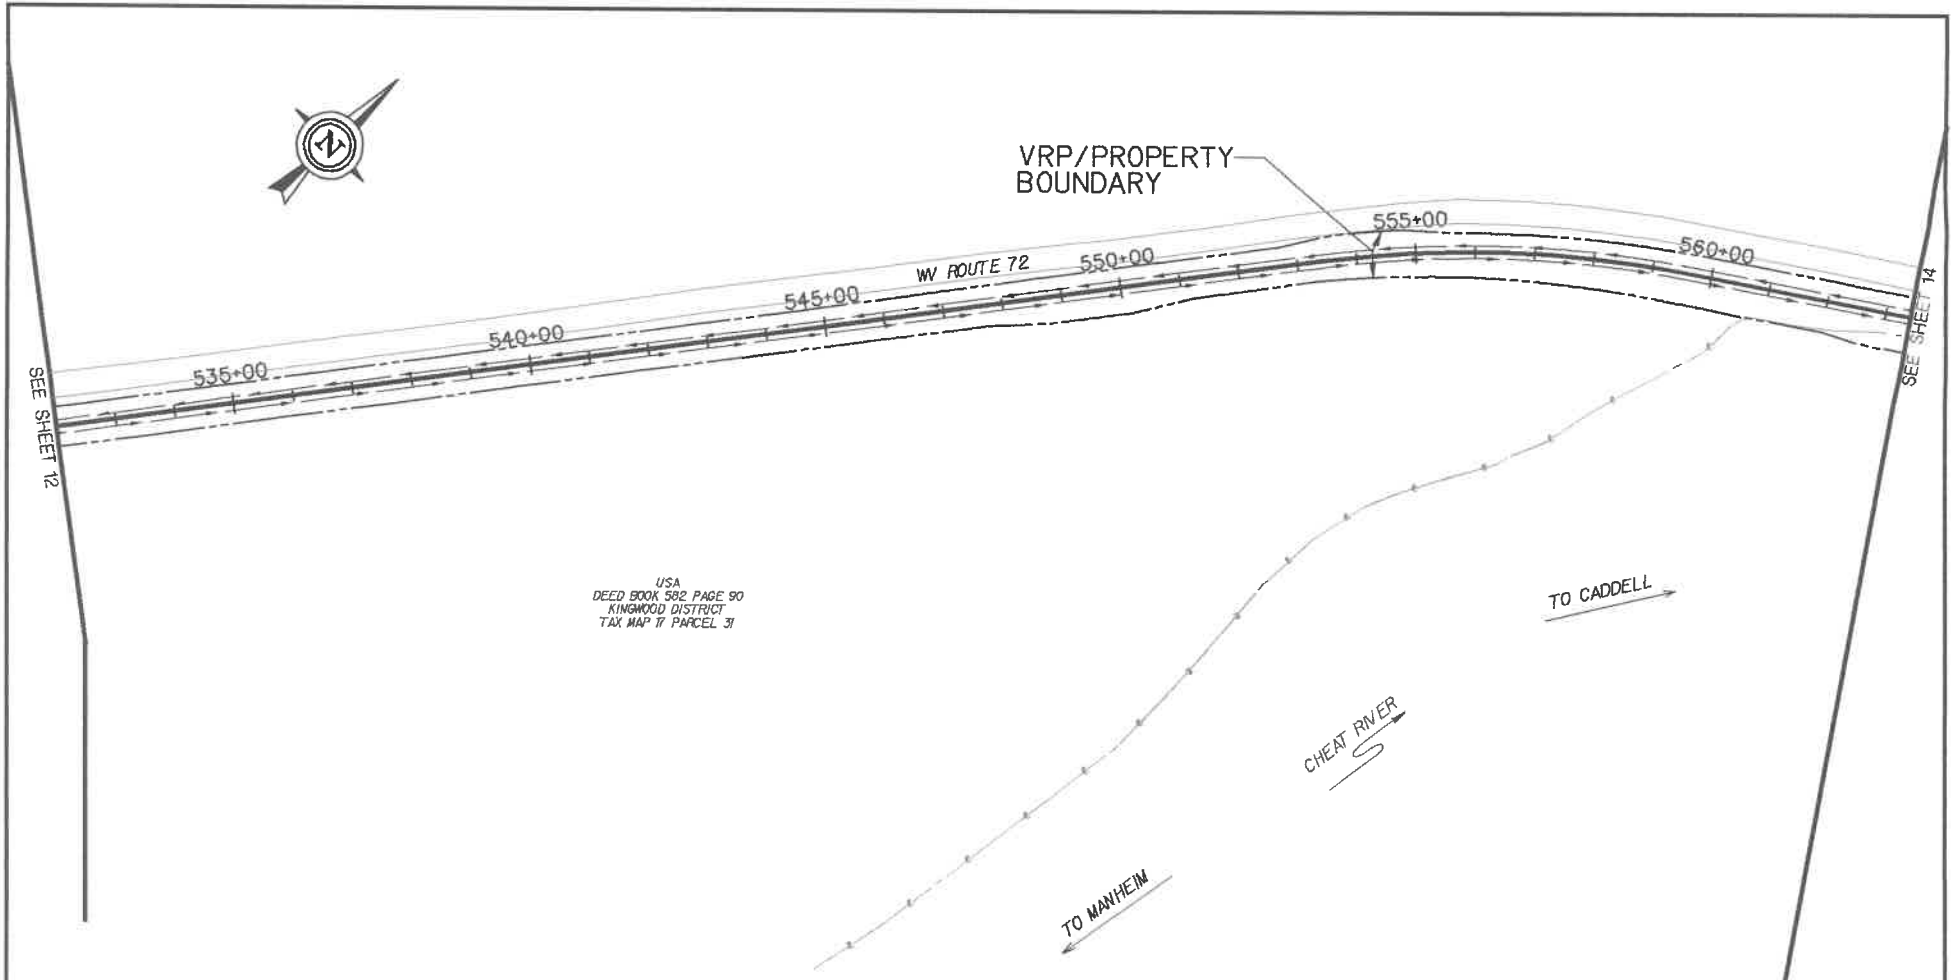 N
VRP/PROPERTY
BOUNDARY
555+00
560+00
WV ROUTE 72
550+00
545+00
540+00
535+00
SEE SHEET 12
SEE SHEET 14
USA
DEED BOOK 582 PAGE 90
KINGWOOD DISTRICT
TAX MAP 17 PARCEL 31
TO CADDELL
CHEAT RIVER
TO MANHEIM